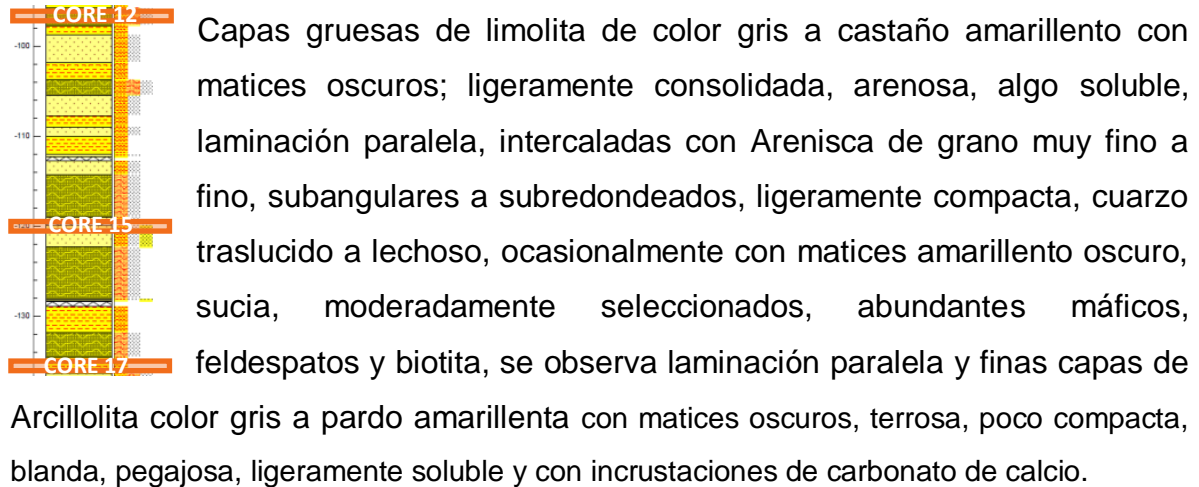 CORE 12
-100
-110
CORE 15
-130
CORE 17
Capas gruesas de limolita de color gris a castaño amarillento con
matices oscuros; ligeramente consolidada, arenosa, algo soluble,
laminación paralela, intercaladas con Arenisca de grano muy fino a
fino, subangulares a subredondeados, ligeramente compacta, cuarzo
traslucido a lechoso, ocasionalmente con matices amarillento oscuro,
sucia, moderadamente seleccionados, abundantes máficos,
feldespatos y biotita, se observa laminación paralela y finas capas de
Arcillolita color gris a pardo amarillenta con matices oscuros, terrosa, poco compacta,
blanda, pegajosa, ligeramente soluble y con incrustaciones de carbonato de calcio.